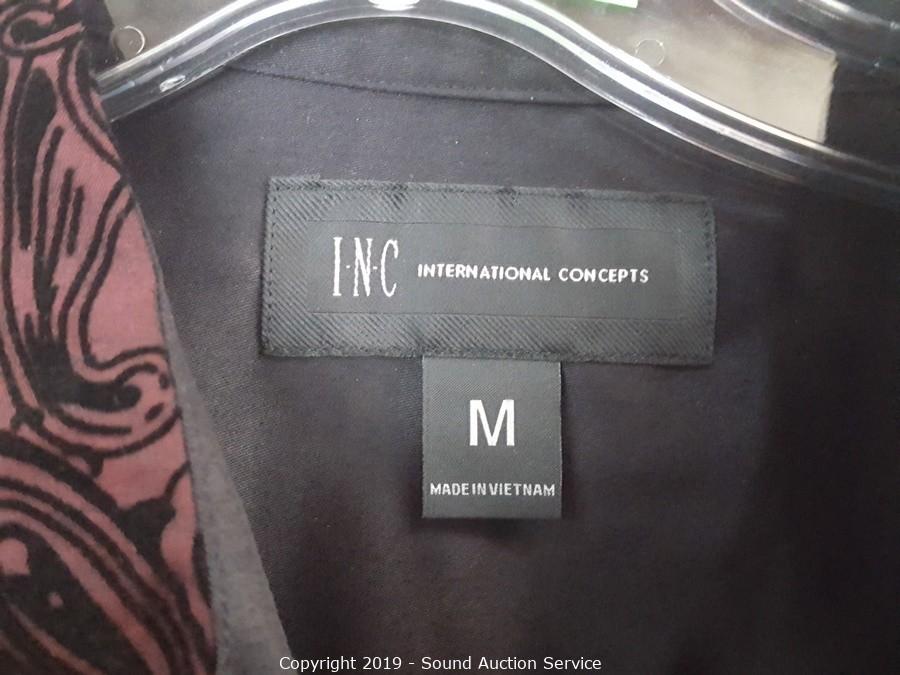 I·N·C INTERNATIONAL CONCEPTS
M
MADE IN VIETNAM
Copyright 2019 - Sound Auction Service